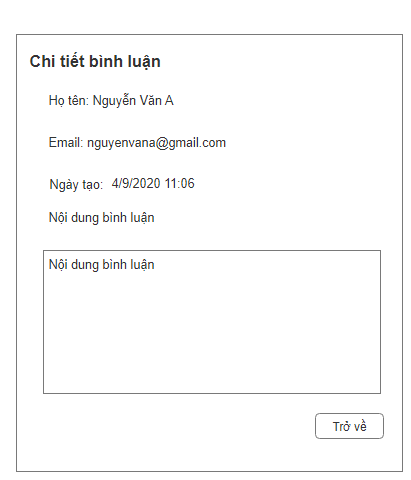 Chi tiết bình luận
Họ tên: Nguyễn Văn A
Email: nguyenvana@gmail.com
Ngày tạo: 4/9/2020 11:06
Nội dung bình luận
Nội dung bình luận
Trở về